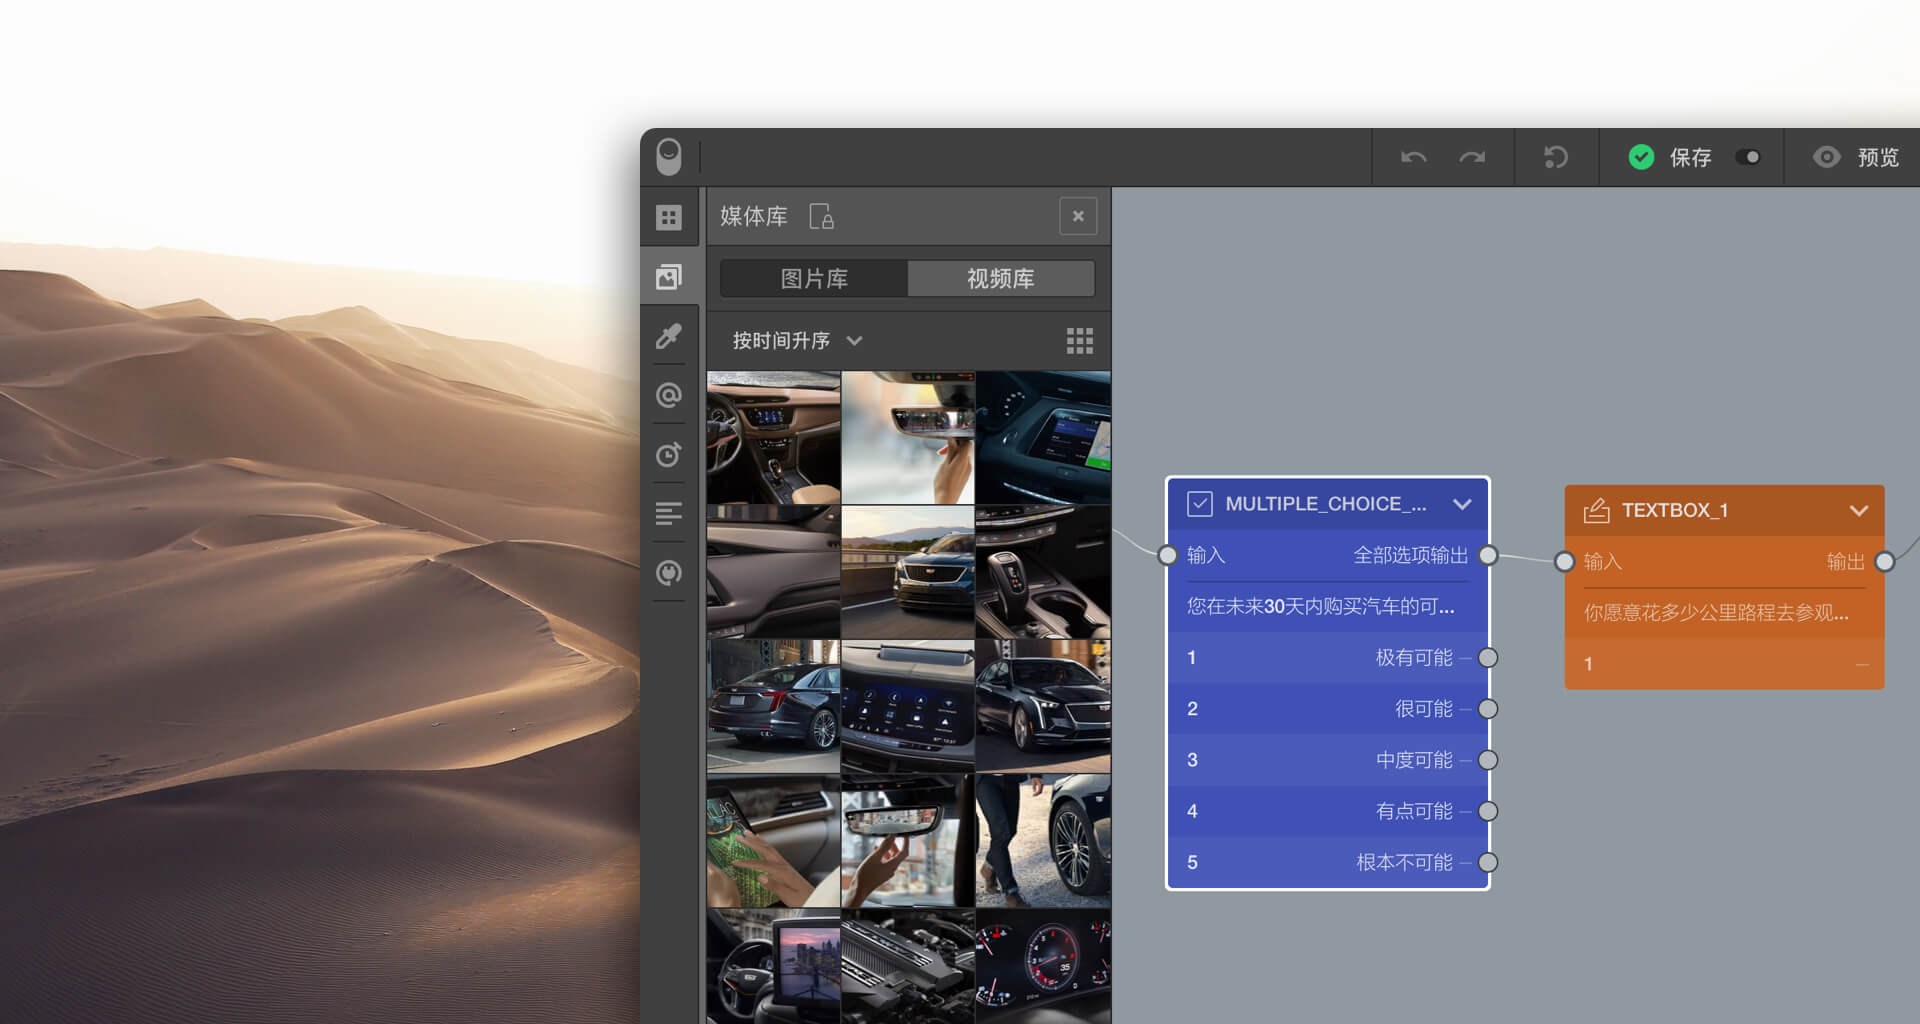 保存
预览
媒体库
图片库
视频库
按时间升序
MULTIPLE_CHOICE_...
输入
全部选项输出
您在未来30天内购买汽车的可...
1
极有可能
2
很可能
3
中度可能
4
有点可能
5
根本不可能
TEXTBOX_1
输入
输出
你愿意花多少公里路程去参观...
1